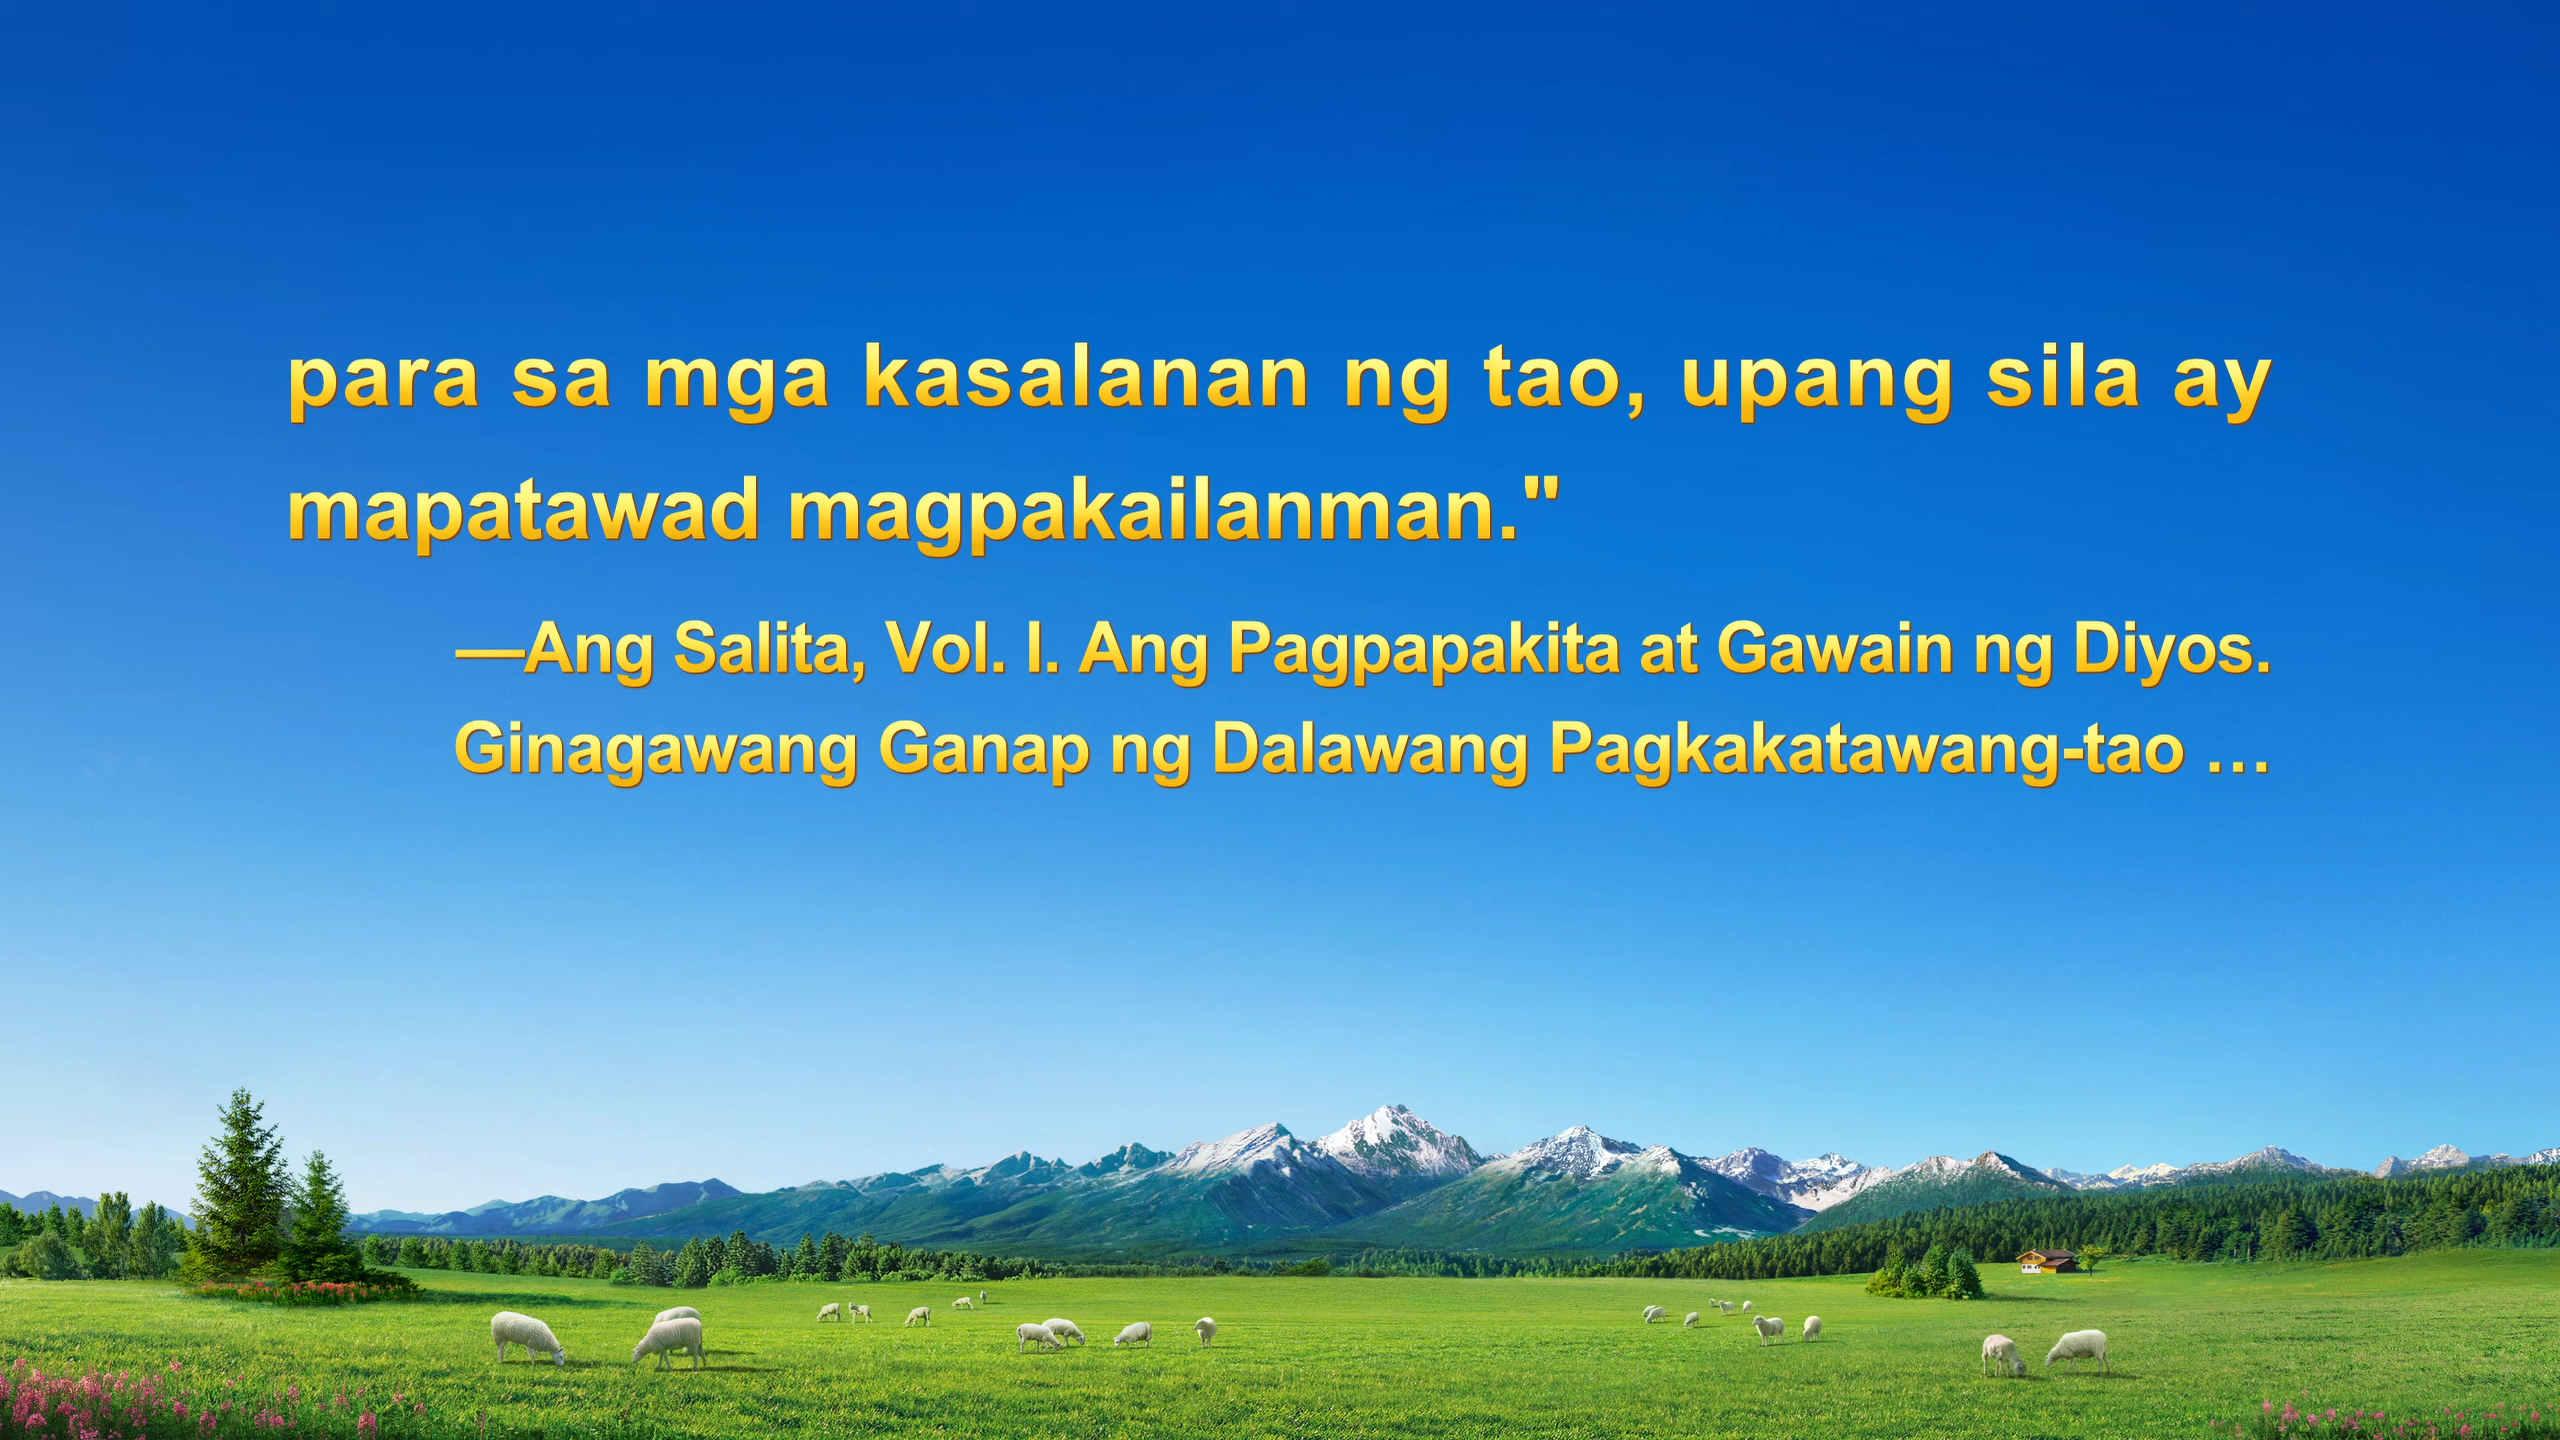 para sa mga kasalanan ng tao, upang sila ay
mapatawad magpakailanman."
—Ang Salita, Vol. I. Ang Pagpapakita at Gawain ng Diyos.
Ginagawang Ganap ng Dalawang Pagkakatawang-tao …